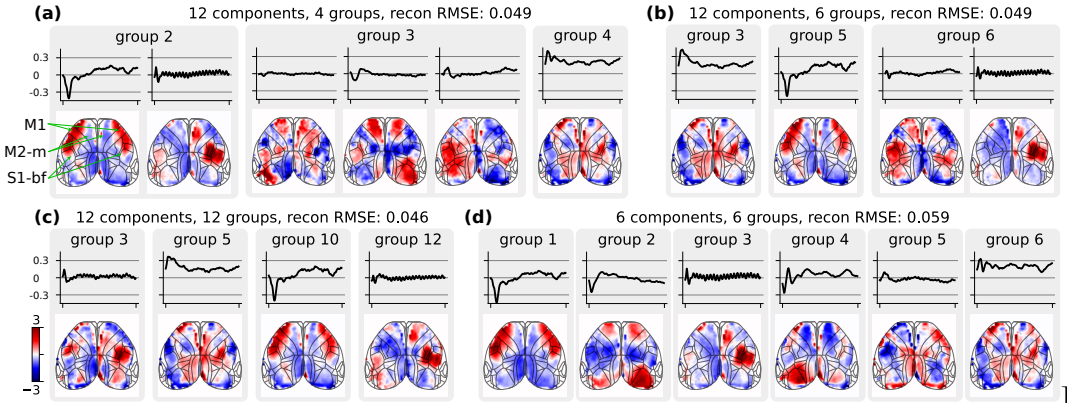 (a) 12 components, 4 groups, recon RMSE: 0.049
group 2 group 3 group 4
0.3
0
-0.3
M1
M2-m
S1-bf
(b) 12 components, 6 groups, recon RMSE: 0.049
group 3 group 5 group 6
(c) 12 components, 12 groups, recon RMSE: 0.046
group 3 group 5 group 10 group 12
0.3
0
-0.3
3
−3
(d) 6 components, 6 groups, recon RMSE: 0.059
group 1 group 2 group 3 group 4 group 5 group 6
]